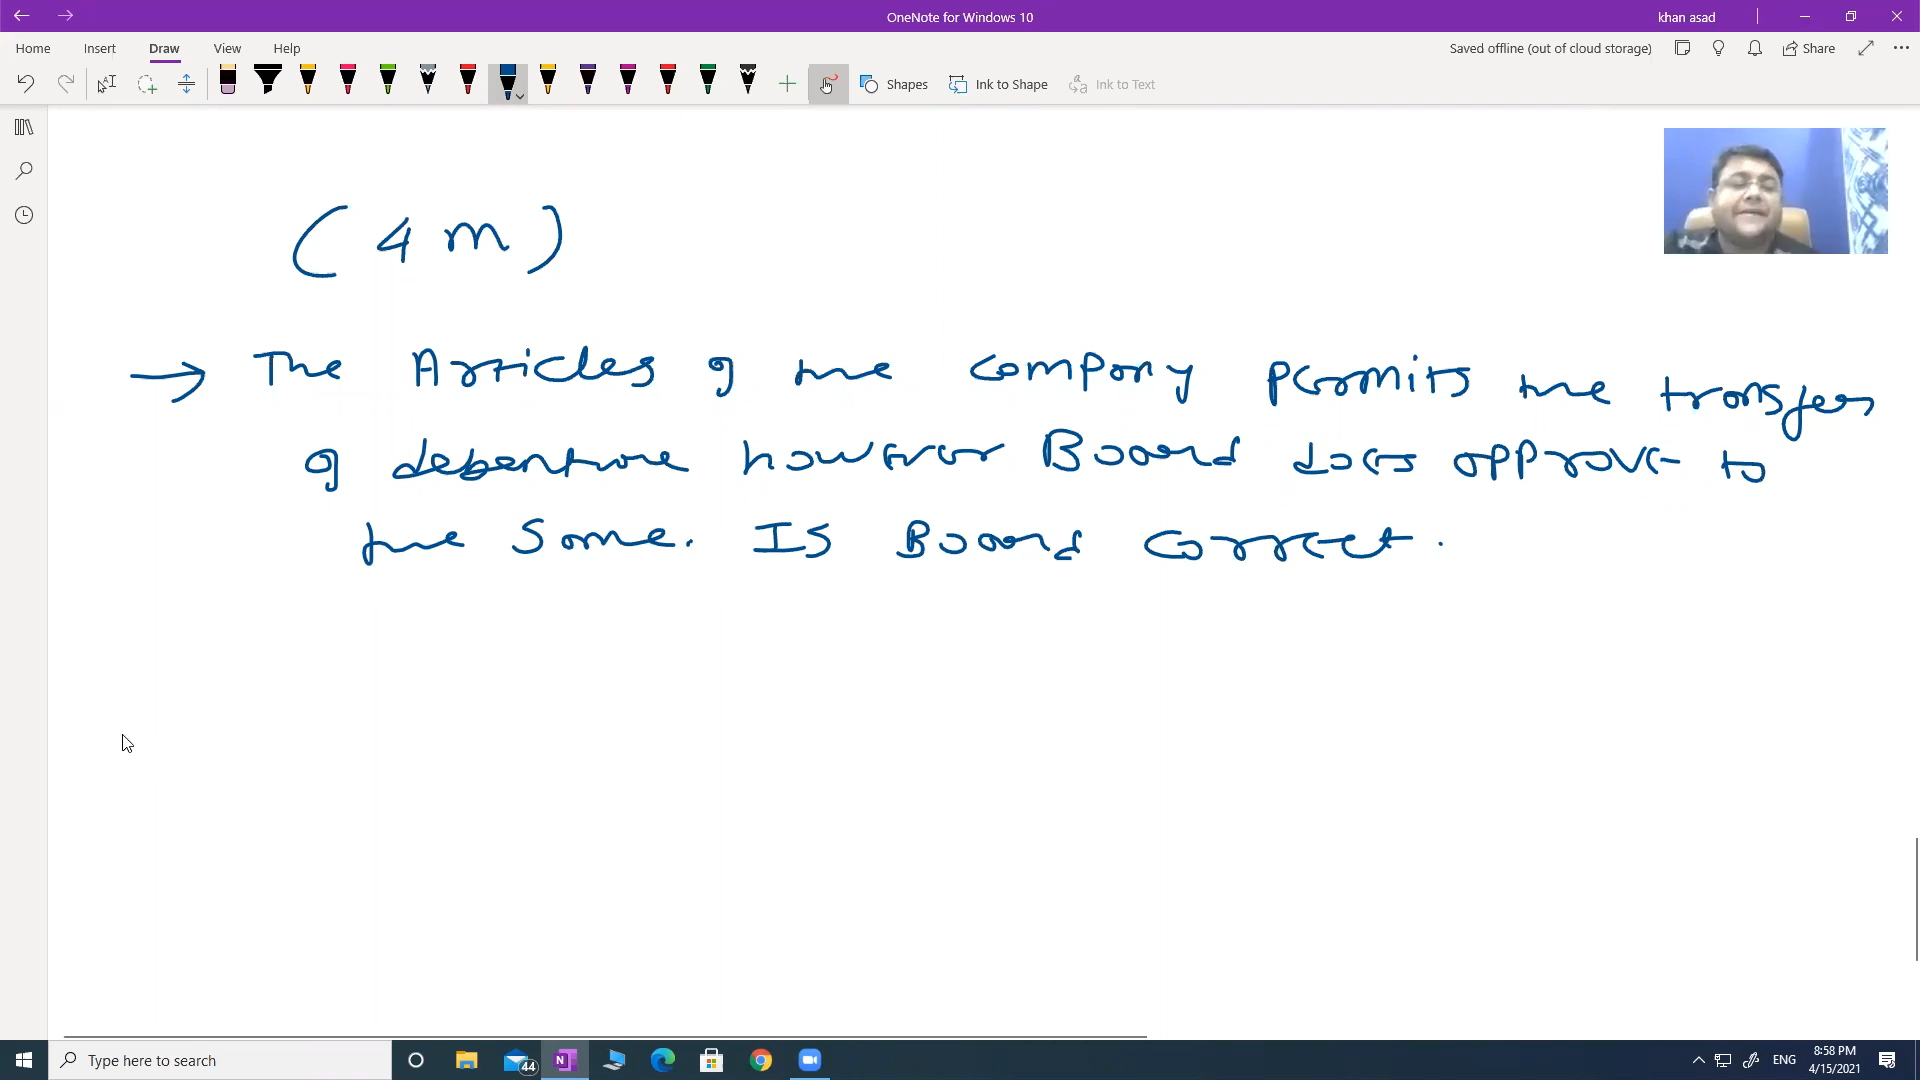 OneNote for Windows 10
khan asad
Home Insert Draw View Help
Saved offline (out of cloud storage)
Share
Shapes
Ink to Shape
Ink to Text
( 4 m )
→ The Articles of the company permits the transfer
of debenture however Board does approve to
the same. Is Board correct.
Type here to search
44
ENG
8:58 PM
4/15/2021